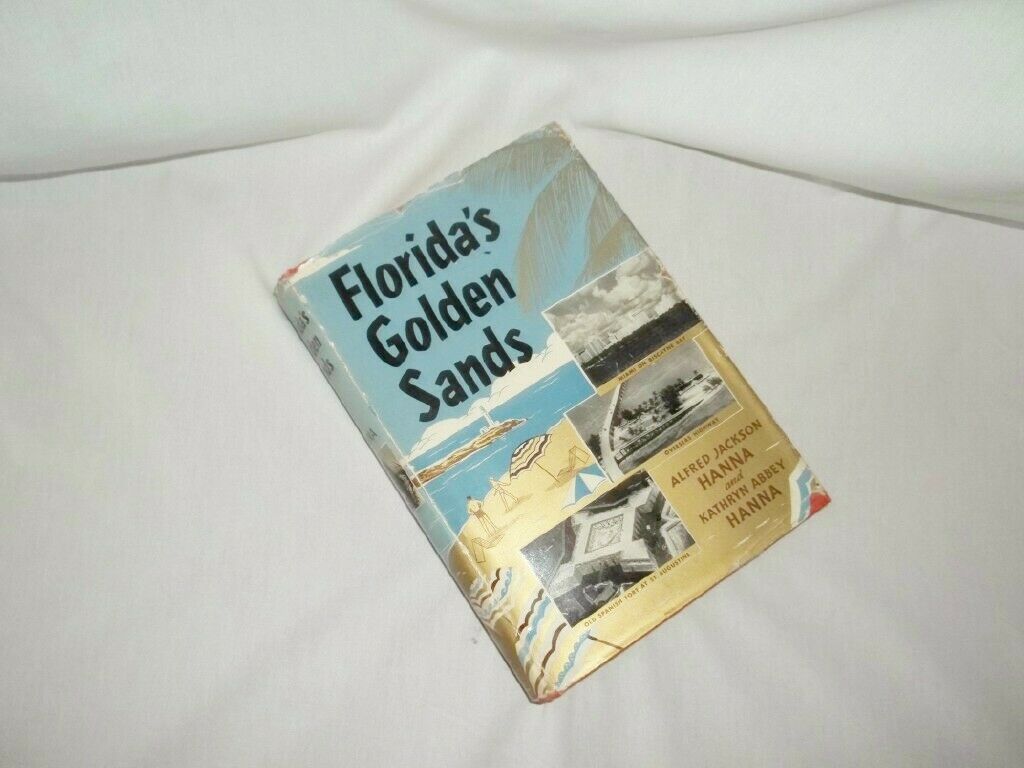 Florida's
Golden
Sands
MIAMI ON BISCAYNE BAY
OVERSEAS HIGHWAY
ALFRED JACKSON
HANNA
and
KATHRYN ABBEY
HANNA
OLD SPANISH FORT AT ST AUGUSTINE